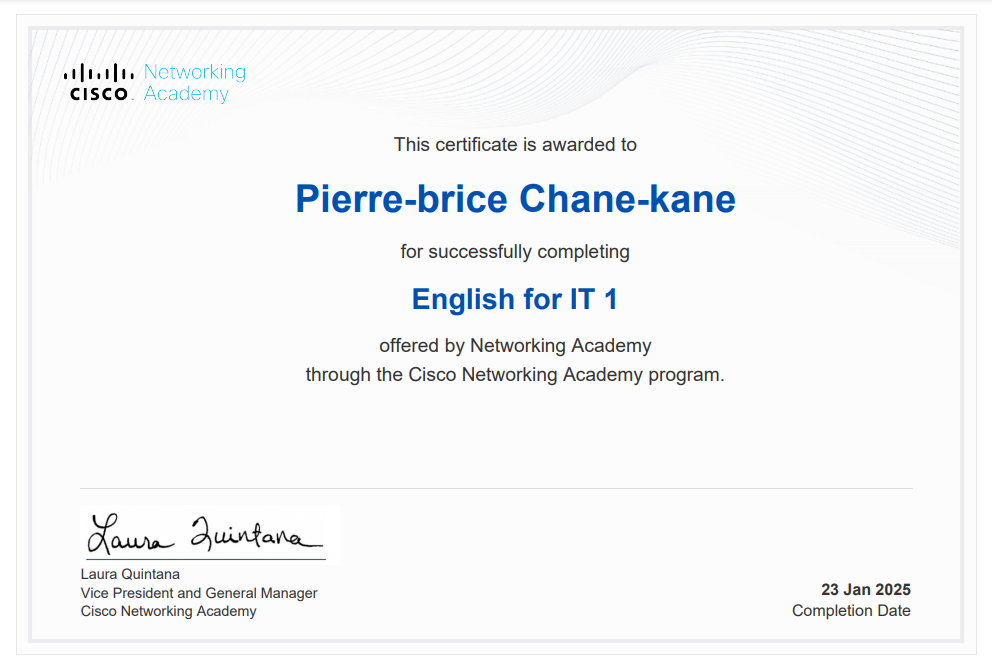 Networking
CISCO. Academy
This certificate is awarded to
Pierre-brice Chane-kane
for successfully completing
English for IT 1
offered by Networking Academy
through the Cisco Networking Academy program.
Laura Quintana
Laura Quintana
Vice President and General Manager
Cisco Networking Academy
23 Jan 2025
Completion Date